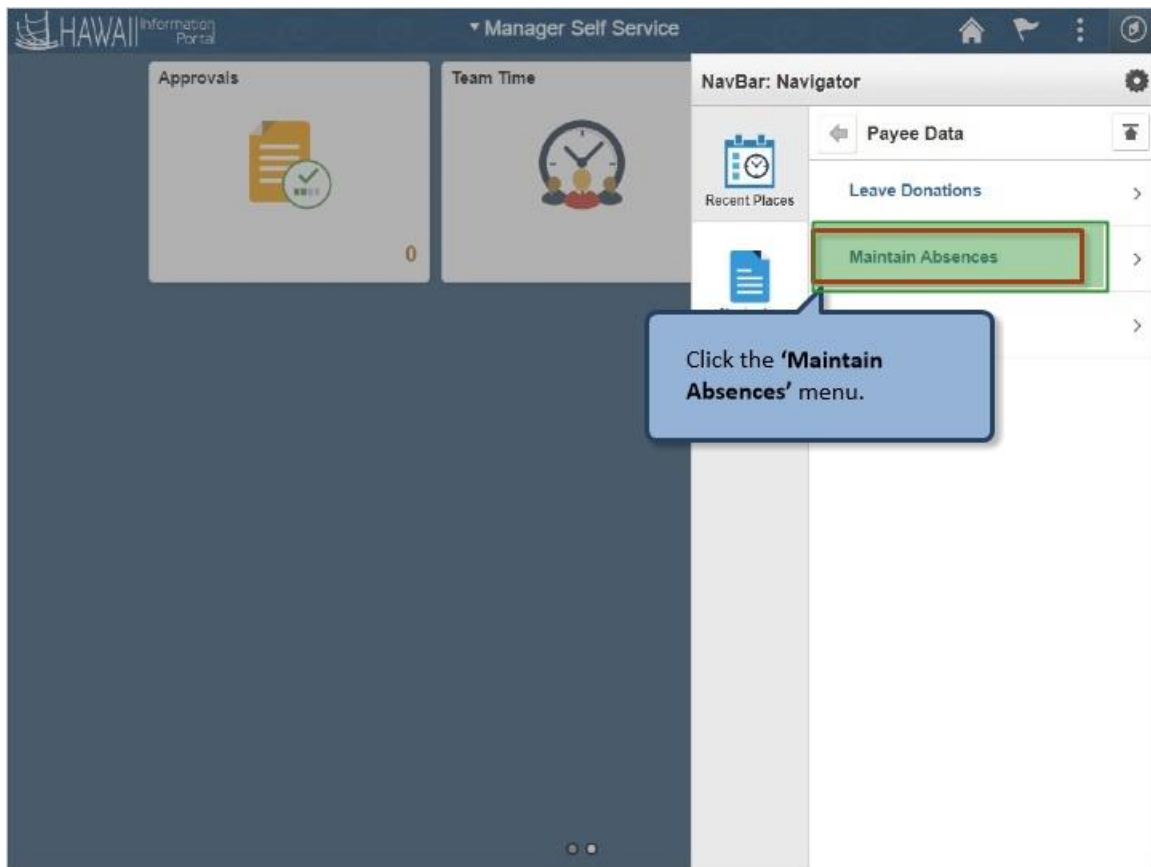 HAWAII Information
Portal
Manager Self Service
Approvals
0
Team Time
NavBar: Navigator
Recent Places
Payee Data
Leave Donations
Maintain Absences
Click the ‘Maintain
Absences’ menu.